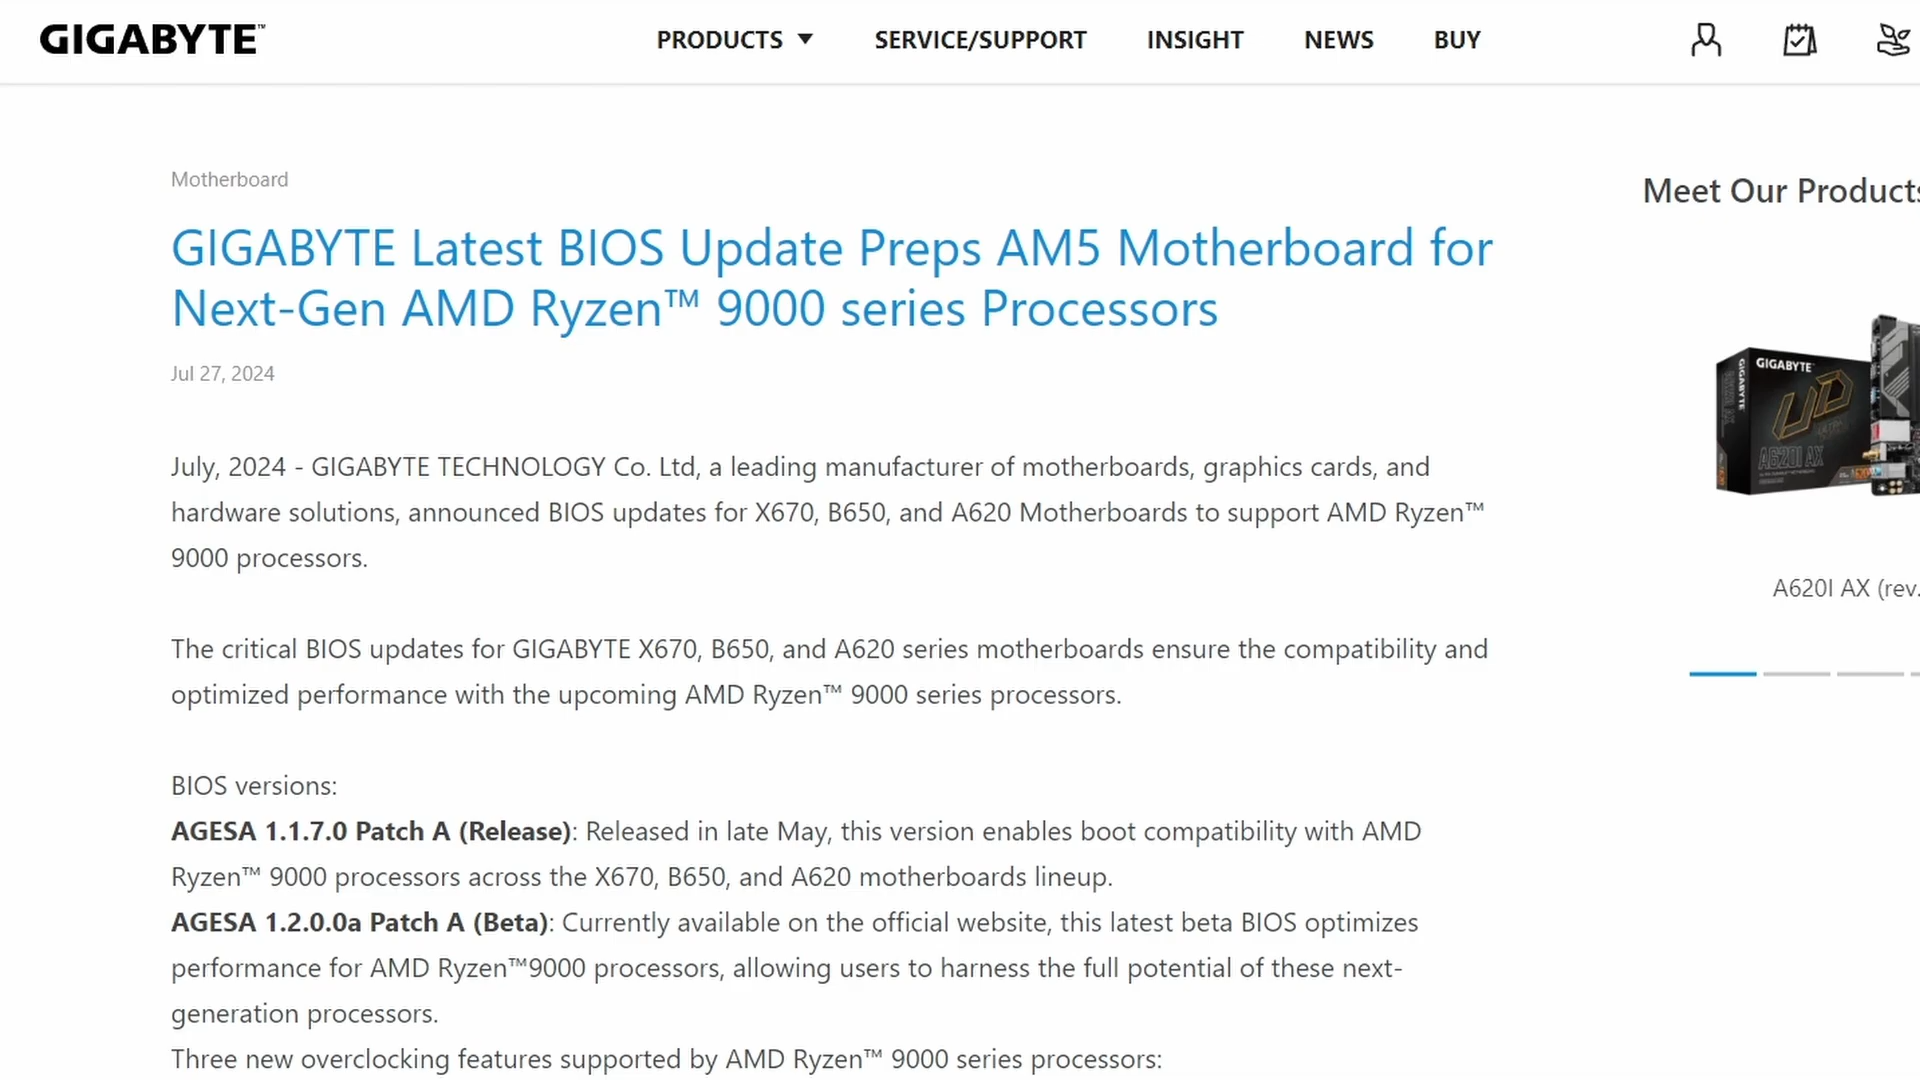 GIGABYTE™
PRODUCTS
SERVICE/SUPPORT
INSIGHT
NEWS
BUY
Motherboard
GIGABYTE Latest BIOS Update Preps AM5 Motherboard for
Next-Gen AMD Ryzen™ 9000 series Processors
Jul 27, 2024
July, 2024 - GIGABYTE TECHNOLOGY Co. Ltd, a leading manufacturer of motherboards, graphics cards, and
hardware solutions, announced BIOS updates for X670, B650, and A620 Motherboards to support AMD Ryzen™
9000 processors.
The critical BIOS updates for GIGABYTE X670, B650, and A620 series motherboards ensure the compatibility and
optimized performance with the upcoming AMD Ryzen™ 9000 series processors.
BIOS versions:
AGESA 1.1.7.0 Patch A (Release): Released in late May, this version enables boot compatibility with AMD
Ryzen™ 9000 processors across the X670, B650, and A620 motherboards lineup.
AGESA 1.2.0.0a Patch A (Beta): Currently available on the official website, this latest beta BIOS optimizes
performance for AMD Ryzen™9000 processors, allowing users to harness the full potential of these next-
generation processors.
Three new overclocking features supported by AMD Ryzen™ 9000 series processors:
Meet Our Products
GIGABYTE
GIGABYTE
UD
A620I AX
A620I AX (rev.